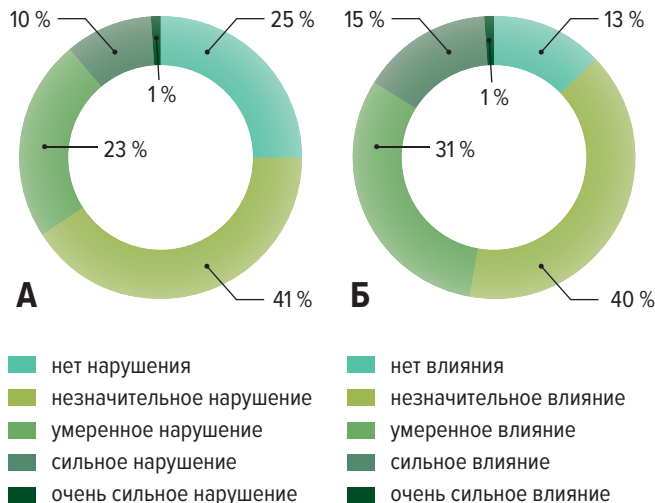 10 %
25 %
1 %
23 %
41 %
А
15 %
13 %
1 %
31 %
40 %
Б
нет нарушения
незначительное нарушение
умеренное нарушение
сильное нарушение
очень сильное нарушение
нет влияния
незначительное влияние
умеренное влияние
сильное влияние
очень сильное влияние